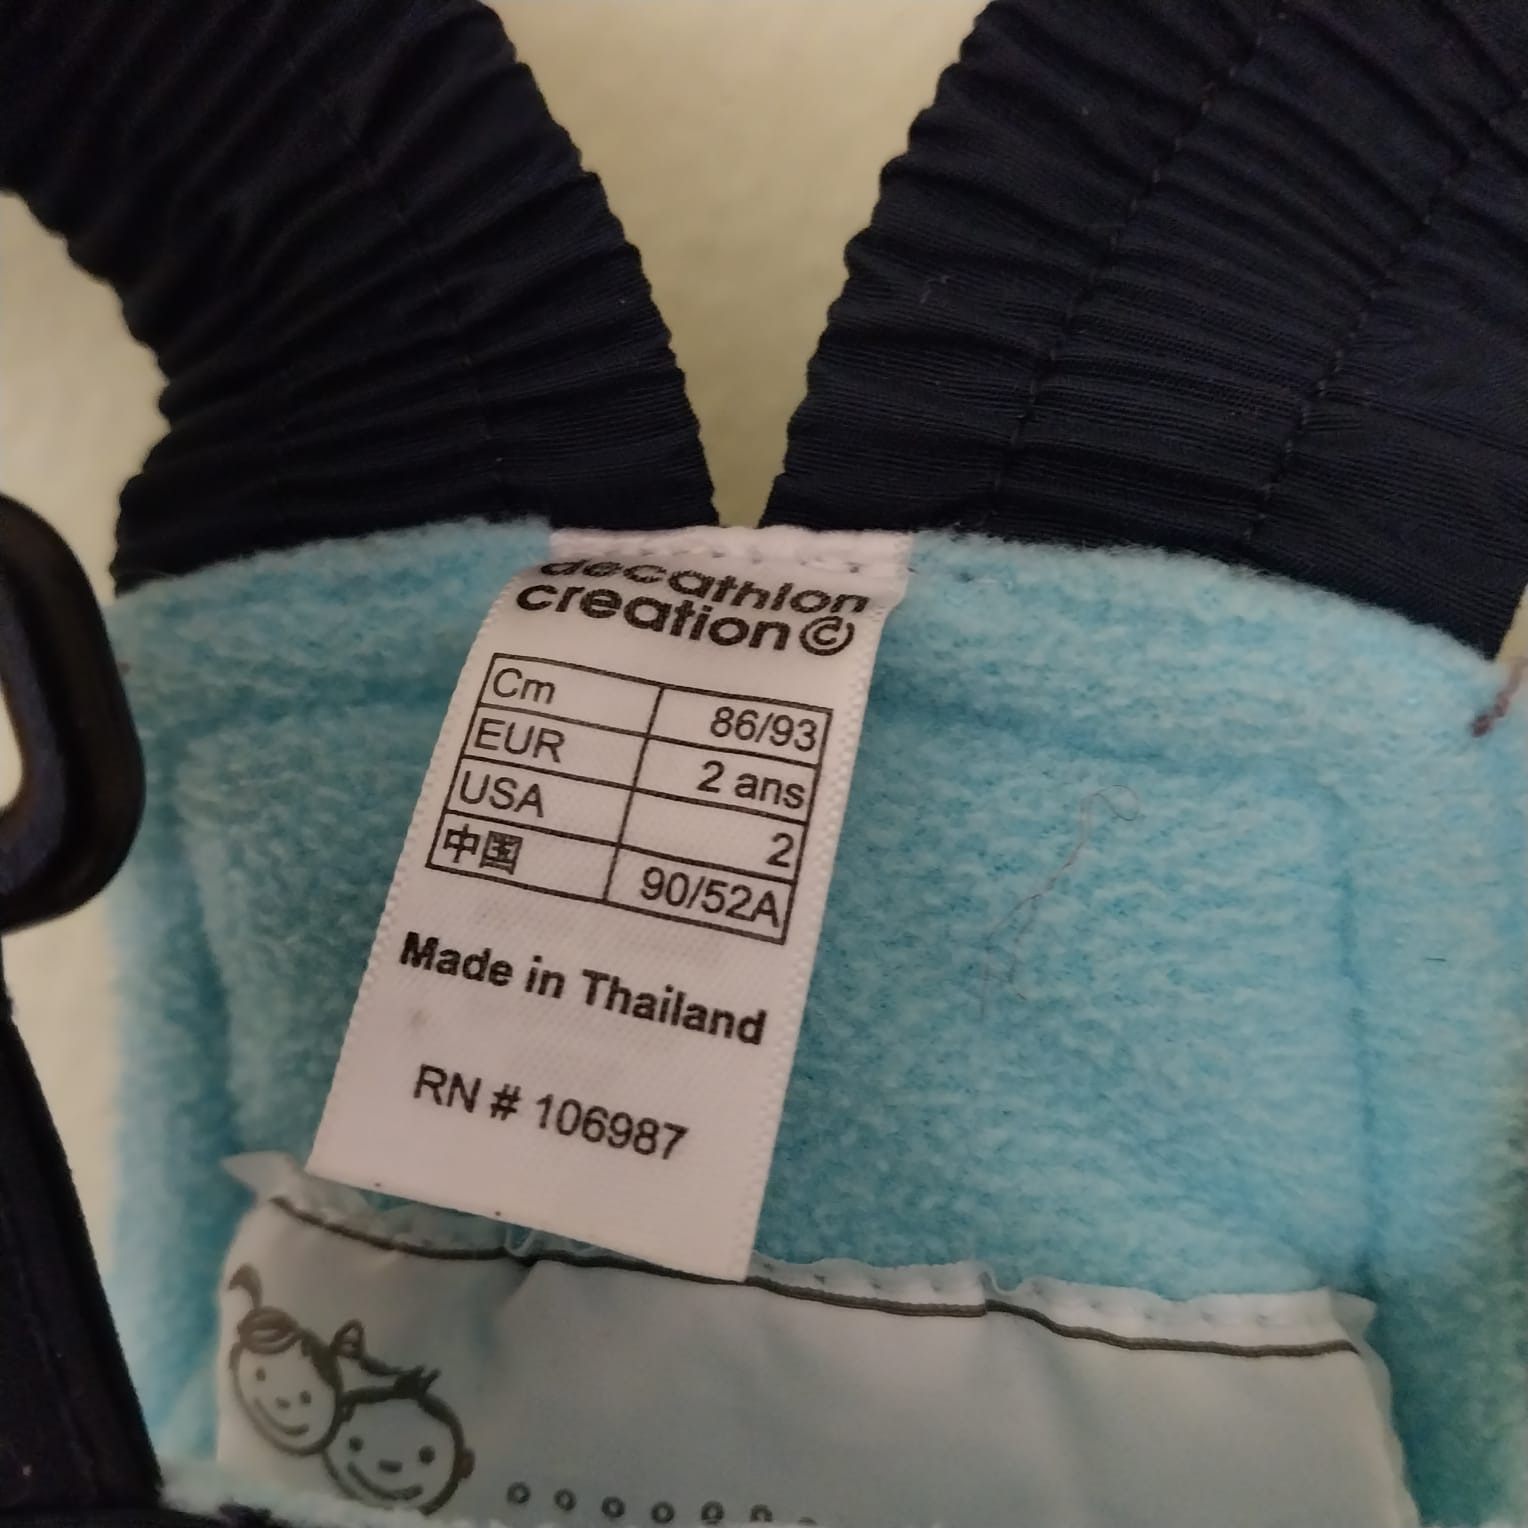 decathlon
creation©
Cm 86/93
EUR 2 ans
USA 2
中国 90/52A
Made in Thailand
RN # 106987